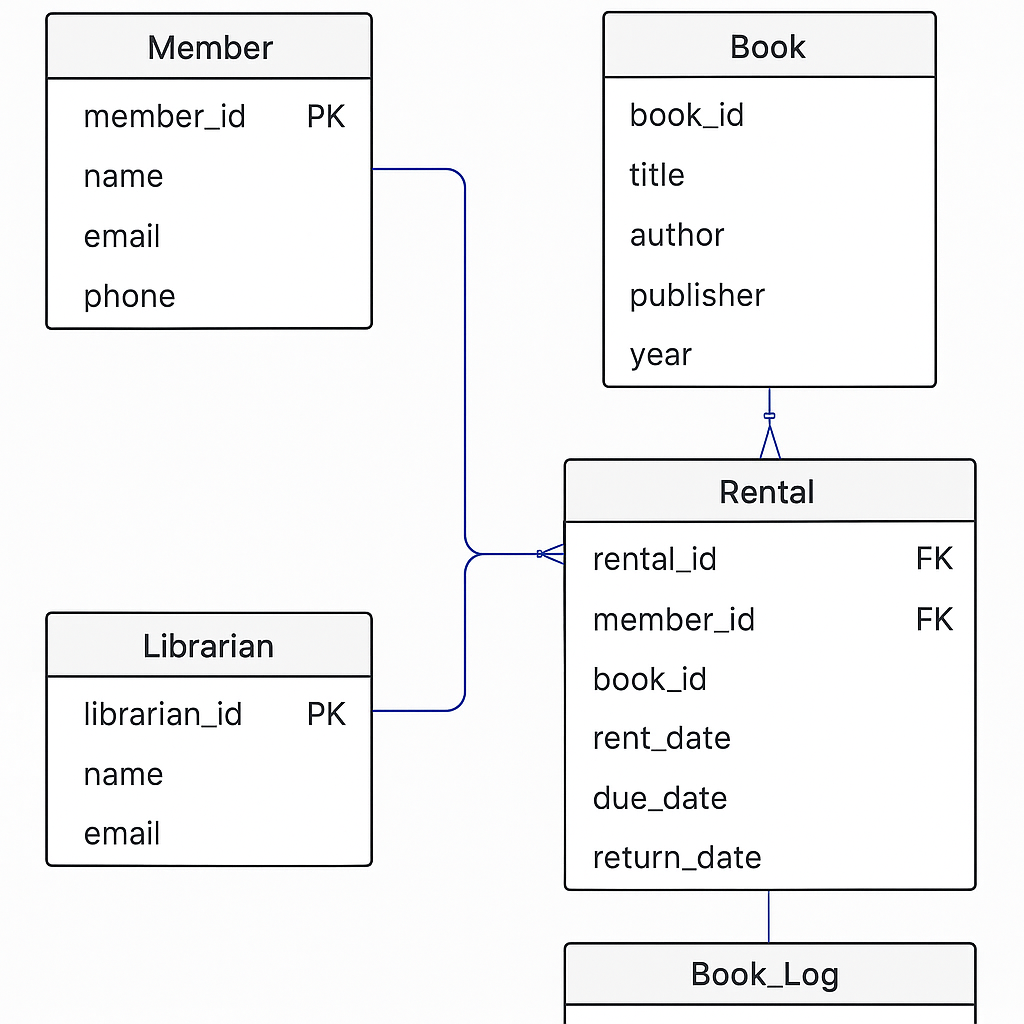 Member
member_id PK
name
email
phone
Book
book_id
title
author
publisher
year
Librarian
librarian_id PK
name
email
Rental
rental_id FK
member_id FK
book_id
rent_date
due_date
return_date
Book_Log